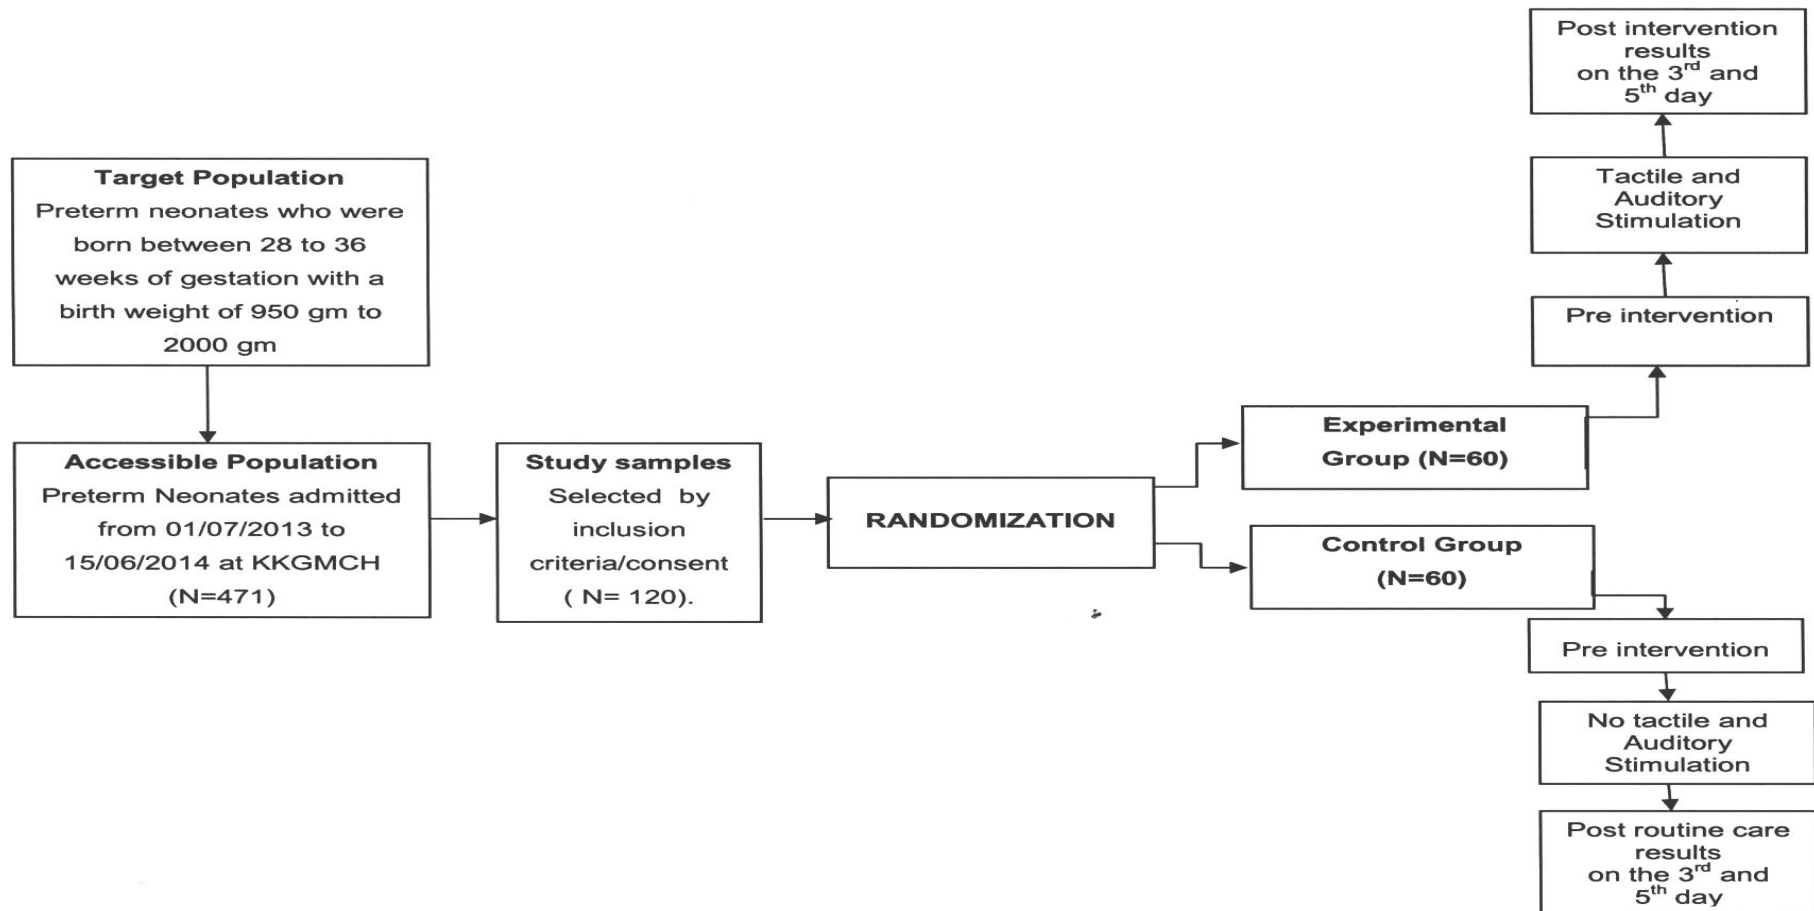 Target Population
Preterm neonates who were
born between 28 to 36
weeks of gestation with a
birth weight of 950 gm to
2000 gm
Accessible Population
Preterm Neonates admitted
from 01/07/2013 to
15/06/2014 at KKGMCH
(N=471)
Study samples
Selected by
inclusion
criteria/consent
( N= 120).
RANDOMIZATION
Experimental
Group (N=60)
Pre intervention
Tactile and
Auditory
Stimulation
Post intervention
results
on the 3rd and
5th day
Control Group
(N=60)
Pre intervention
No tactile and
Auditory
Stimulation
Post routine care
results
on the 3rd and
5th day